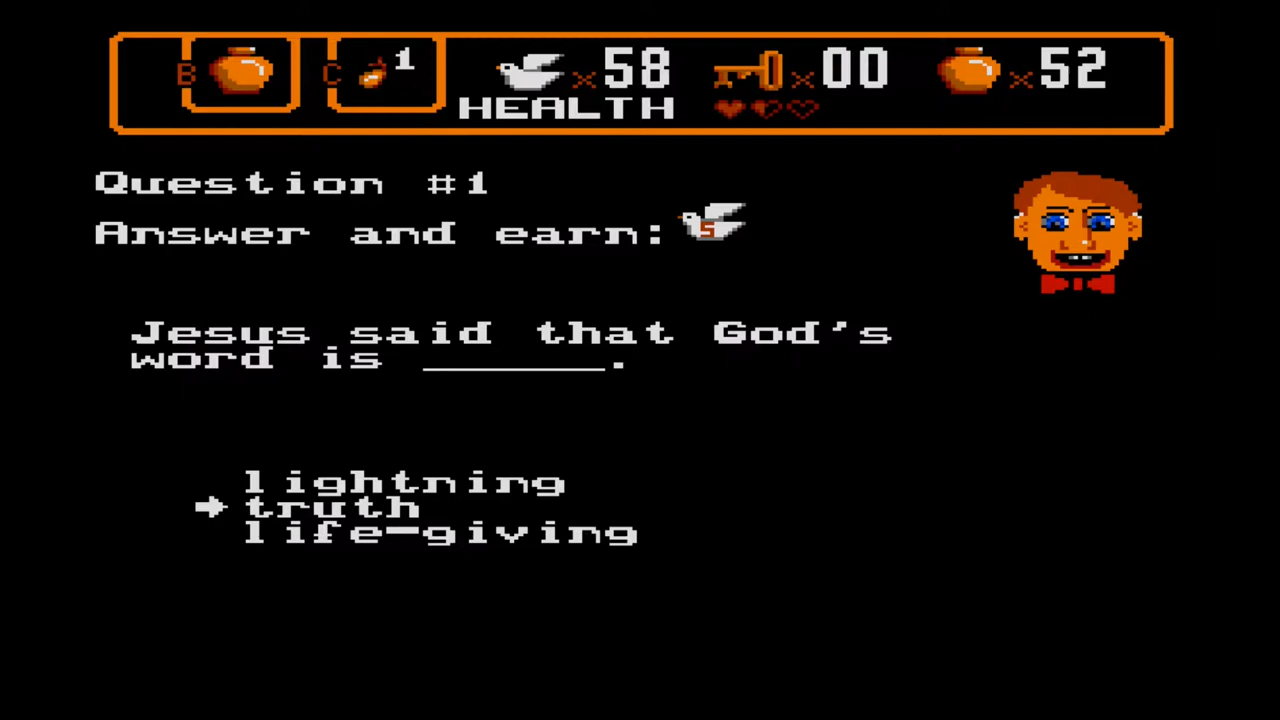 B C 1 ×58 ×00 ×52
HEALTH
Question #1
Answer and earn: 5
Jesus said that God's
word is _______.
lightning
truth
life-giving